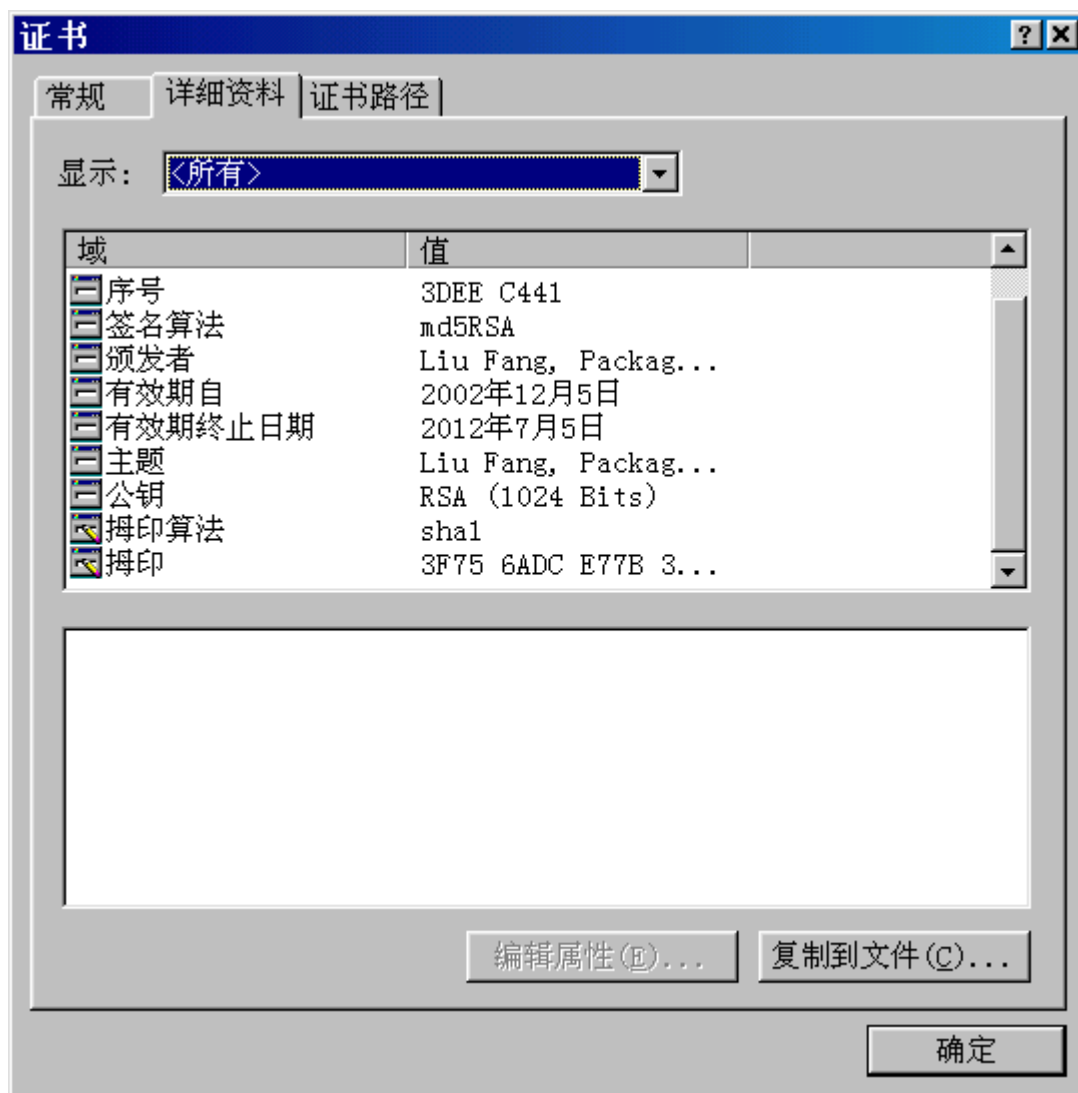 证书
常规 详细资料 证书路径
显示: <所有>
域 值
序号 3DEE C441
签名算法 md5RSA
颁发者 Liu Fang, Packag...
有效期自 2002年12月5日
有效期终止日期 2012年7月5日
主题 Liu Fang, Packag...
公钥 RSA (1024 Bits)
拇印算法 sha1
拇印 3F75 6ADC E77B 3...
编辑属性(E)... 复制到文件(C)...
确定